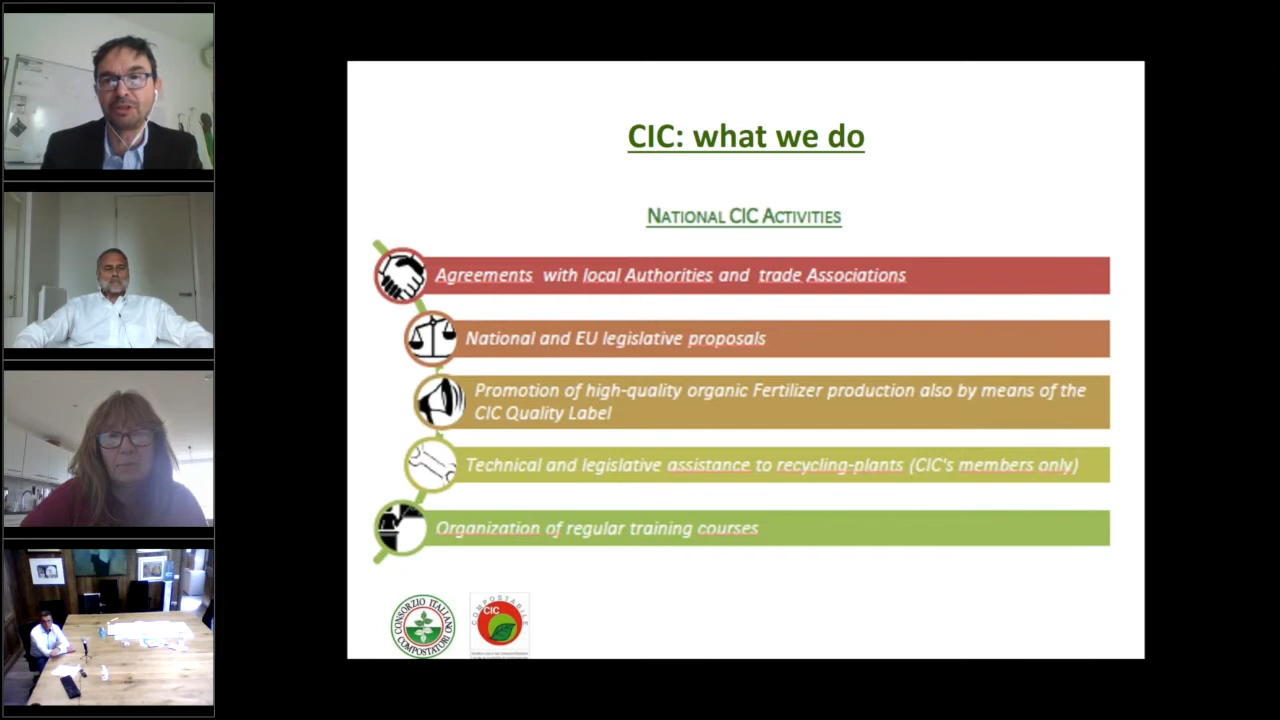 CIC: what we do
NATIONAL CIC ACTIVITIES
Agreements with local Authorities and trade Associations
National and EU legislative proposals
Promotion of high-quality organic Fertilizer production also by means of the
CIC Quality Label
Technical and legislative assistance to recycling-plants (CIC's members only)
Organization of regular training courses
CONSORZIO ITALIANO
COMPOSTATORI
COMPOSTABILE
CIC